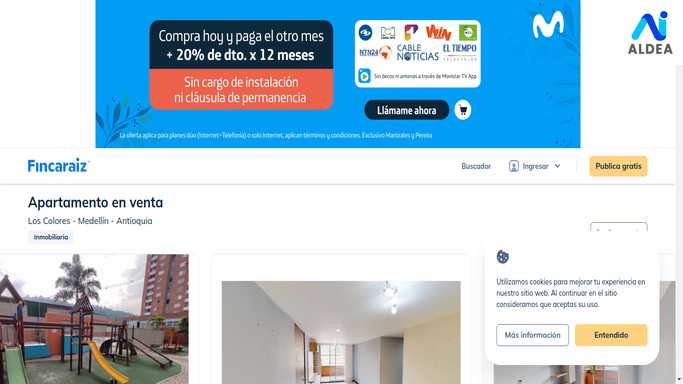 Compra hoy y paga el otro mes
+ 20% de dto. x 12 meses
Sin cargo de instalación
ni cláusula de permanencia
WIN
NTN24
CABLE
NOTICIAS
EL TIEMPO
TELEVISIÓN
Sin decos ni antenas a través de Movistar TV App
Llámame ahora
La oferta aplica para planes dúo (Internet+Telefonía) o solo Internet, aplican términos y condiciones. Exclusivo Manizales y Pereira
ALDEA
Fincaraiz
Buscador
Ingresar
Publica gratis
Apartamento en venta
Los Colores - Medellín - Antioquia
Inmobiliaria
Utilizamos cookies para mejorar tu experiencia en
nuestro sitio web. Al continuar en el sitio
consideramos que aceptas su uso.
Más información
Entendido